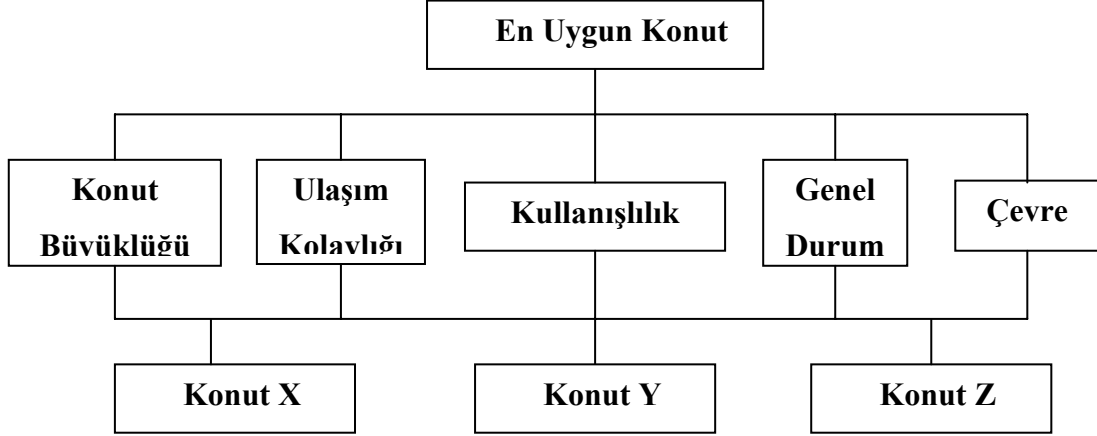 En Uygun Konut
Konut
Büyüklüğü
Ulaşım
Kolaylığı
Kullanışlılık
Genel
Durum
Çevre
Konut X
Konut Y
Konut Z